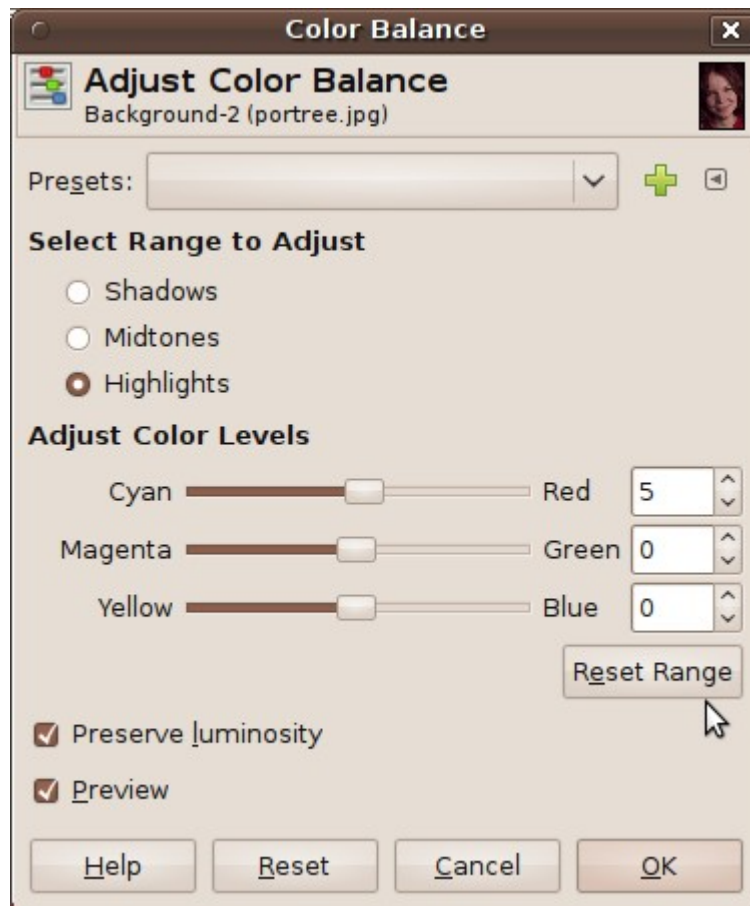 Color Balance
Adjust Color Balance
Background-2 (portree.jpg)
Presets:
Select Range to Adjust
Shadows
Midtones
Highlights
Adjust Color Levels
Cyan Red 5
Magenta Green 0
Yellow Blue 0
Reset Range
Preserve luminosity
Preview
Help Reset Cancel OK